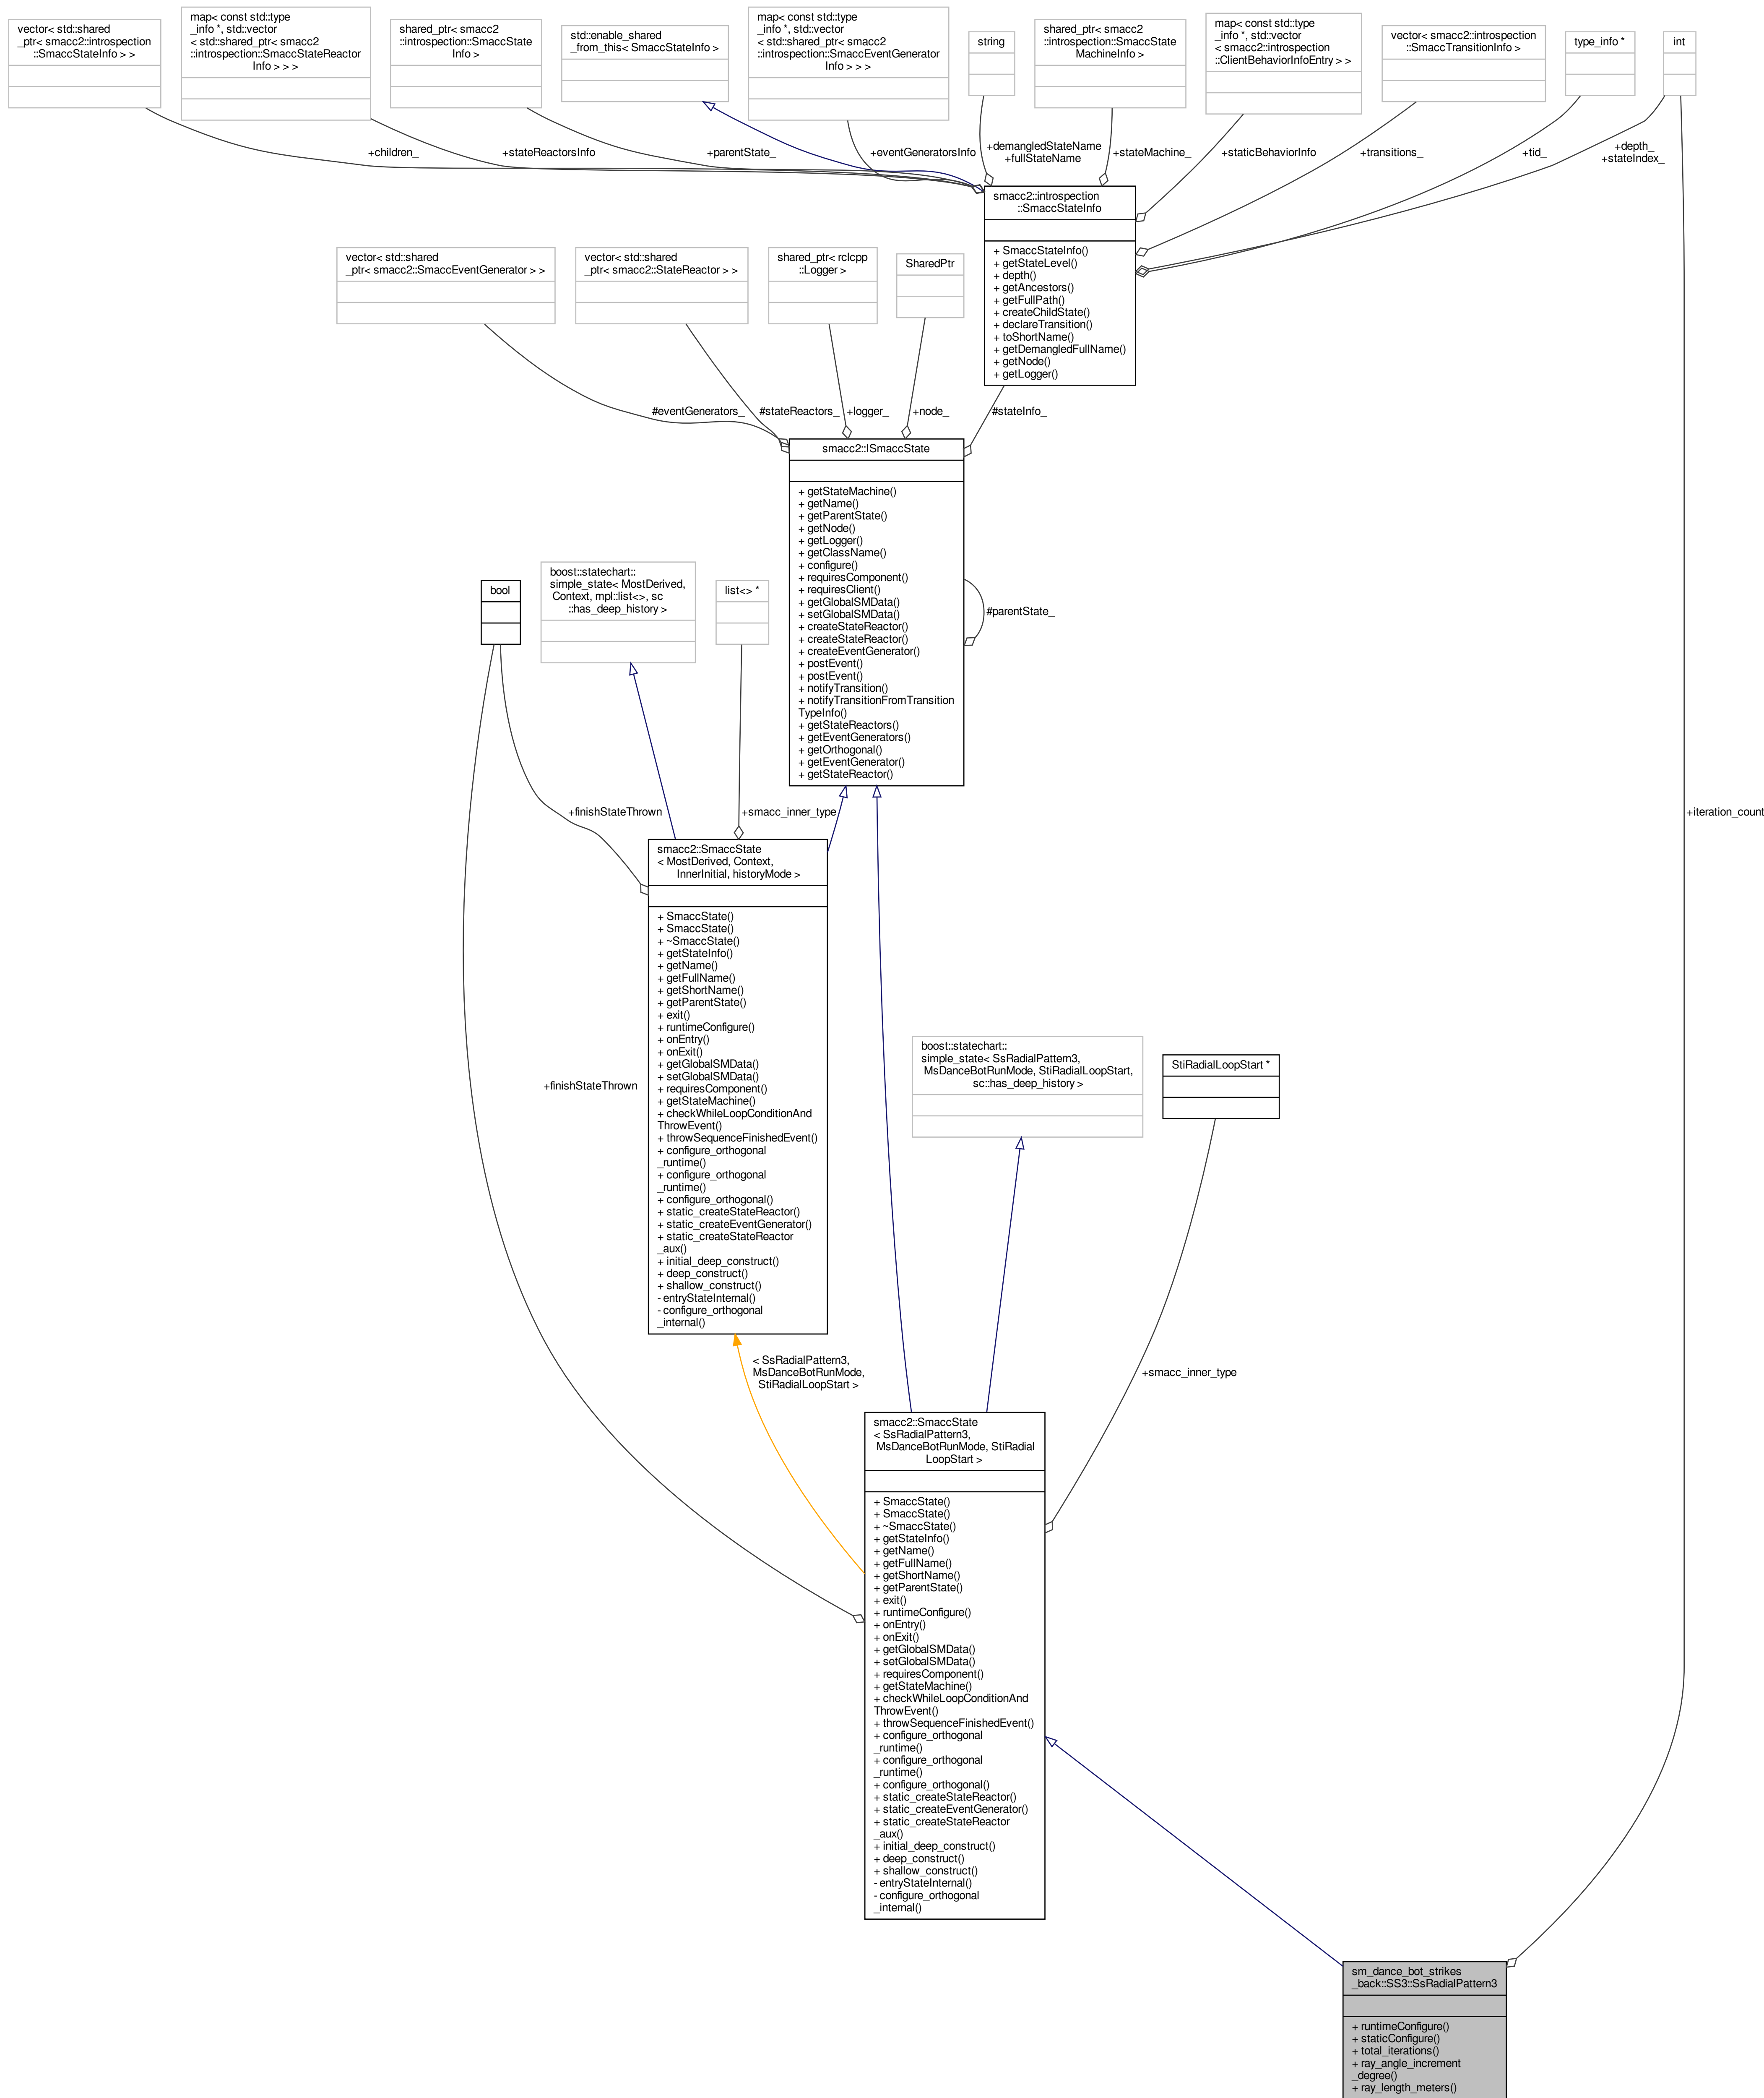 vector< std::shared
_ptr< smacc2::introspection
::SmaccStateInfo > >
map< const std::type
_info *, std::vector
< std::shared_ptr< smacc2
::introspection::SmaccStateReactor
Info > > >
shared_ptr< smacc2
::introspection::SmaccState
Info >
std::enable_shared
_from_this< SmaccStateInfo >
map< const std::type
_info *, std::vector
< std::shared_ptr< smacc2
::introspection::SmaccEventGenerator
Info > > >
string
shared_ptr< smacc2
::introspection::SmaccState
MachineInfo >
map< const std::type
_info *, std::vector
< smacc2::introspection
::ClientBehaviorInfoEntry > >
vector< smacc2::introspection
::SmaccTransitionInfo >
type_info *
int
+children_
+stateReactorsInfo
+parentState_
+eventGeneratorsInfo
+demangledStateName
+fullStateName
+stateMachine_
+staticBehaviorInfo
+transitions_
+tid_
+depth_
+stateIndex_
smacc2::introspection
::SmaccStateInfo
+ SmaccStateInfo()
+ getStateLevel()
+ depth()
+ getAncestors()
+ getFullPath()
+ createChildState()
+ declareTransition()
+ toShortName()
+ getDemangledFullName()
+ getNode()
+ getLogger()
vector< std::shared
_ptr< smacc2::SmaccEventGenerator > >
vector< std::shared
_ptr< smacc2::StateReactor > >
shared_ptr< rclcpp
::Logger >
SharedPtr
#eventGenerators_
#stateReactors_
+logger_
+node_
#stateInfo_
smacc2::ISmaccState
+ getStateMachine()
+ getName()
+ getParentState()
+ getNode()
+ getLogger()
+ getClassName()
+ configure()
+ requiresComponent()
+ requiresClient()
+ getGlobalSMData()
+ setGlobalSMData()
+ createStateReactor()
+ createStateReactor()
+ createEventGenerator()
+ postEvent()
+ postEvent()
+ notifyTransition()
+ notifyTransitionFromTransition
TypeInfo()
+ getStateReactors()
+ getEventGenerators()
+ getOrthogonal()
+ getEventGenerator()
+ getStateReactor()
#parentState_
bool
boost::statechart::
simple_state< MostDerived,
Context, mpl::list<>, sc
::has_deep_history >
list<> *
+finishStateThrown
+smacc_inner_type
+iteration_count
smacc2::SmaccState
< MostDerived, Context,
InnerInitial, historyMode >
+ SmaccState()
+ SmaccState()
+ ~SmaccState()
+ getStateInfo()
+ getName()
+ getFullName()
+ getShortName()
+ getParentState()
+ exit()
+ runtimeConfigure()
+ onEntry()
+ onExit()
+ getGlobalSMData()
+ setGlobalSMData()
+ requiresComponent()
+ getStateMachine()
+ checkWhileLoopConditionAnd
ThrowEvent()
+ throwSequenceFinishedEvent()
+ configure_orthogonal
_runtime()
+ configure_orthogonal
_runtime()
+ configure_orthogonal()
+ static_createStateReactor()
+ static_createEventGenerator()
+ static_createStateReactor
_aux()
+ initial_deep_construct()
+ deep_construct()
+ shallow_construct()
- entryStateInternal()
- configure_orthogonal
_internal()
+finishStateThrown
boost::statechart::
simple_state< SsRadialPattern3,
MsDanceBotRunMode, StiRadialLoopStart,
sc::has_deep_history >
StiRadialLoopStart *
< SsRadialPattern3,
MsDanceBotRunMode,
StiRadialLoopStart >
+smacc_inner_type
smacc2::SmaccState
< SsRadialPattern3,
MsDanceBotRunMode, StiRadial
LoopStart >
+ SmaccState()
+ SmaccState()
+ ~SmaccState()
+ getStateInfo()
+ getName()
+ getFullName()
+ getShortName()
+ getParentState()
+ exit()
+ runtimeConfigure()
+ onEntry()
+ onExit()
+ getGlobalSMData()
+ setGlobalSMData()
+ requiresComponent()
+ getStateMachine()
+ checkWhileLoopConditionAnd
ThrowEvent()
+ throwSequenceFinishedEvent()
+ configure_orthogonal
_runtime()
+ configure_orthogonal
_runtime()
+ configure_orthogonal()
+ static_createStateReactor()
+ static_createEventGenerator()
+ static_createStateReactor
_aux()
+ initial_deep_construct()
+ deep_construct()
+ shallow_construct()
- entryStateInternal()
- configure_orthogonal
_internal()
sm_dance_bot_strikes
_back::SS3::SsRadialPattern3
+ runtimeConfigure()
+ staticConfigure()
+ total_iterations()
+ ray_angle_increment
_degree()
+ ray_length_meters()